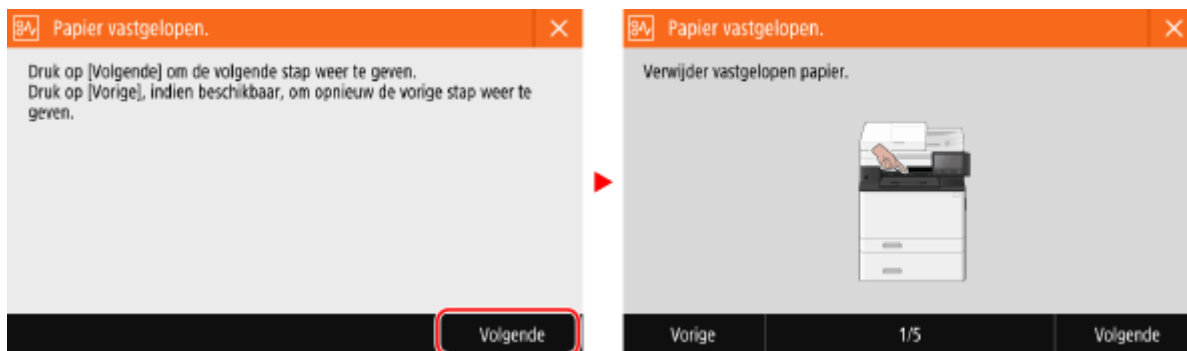 Papier vastgelopen.
Druk op [Volgende] om de volgende stap weer te geven.
Druk op [Vorige], indien beschikbaar, om opnieuw de vorige stap weer te
geven.
Volgende
Papier vastgelopen.
Verwijder vastgelopen papier.
Vorige
1/5
Volgende